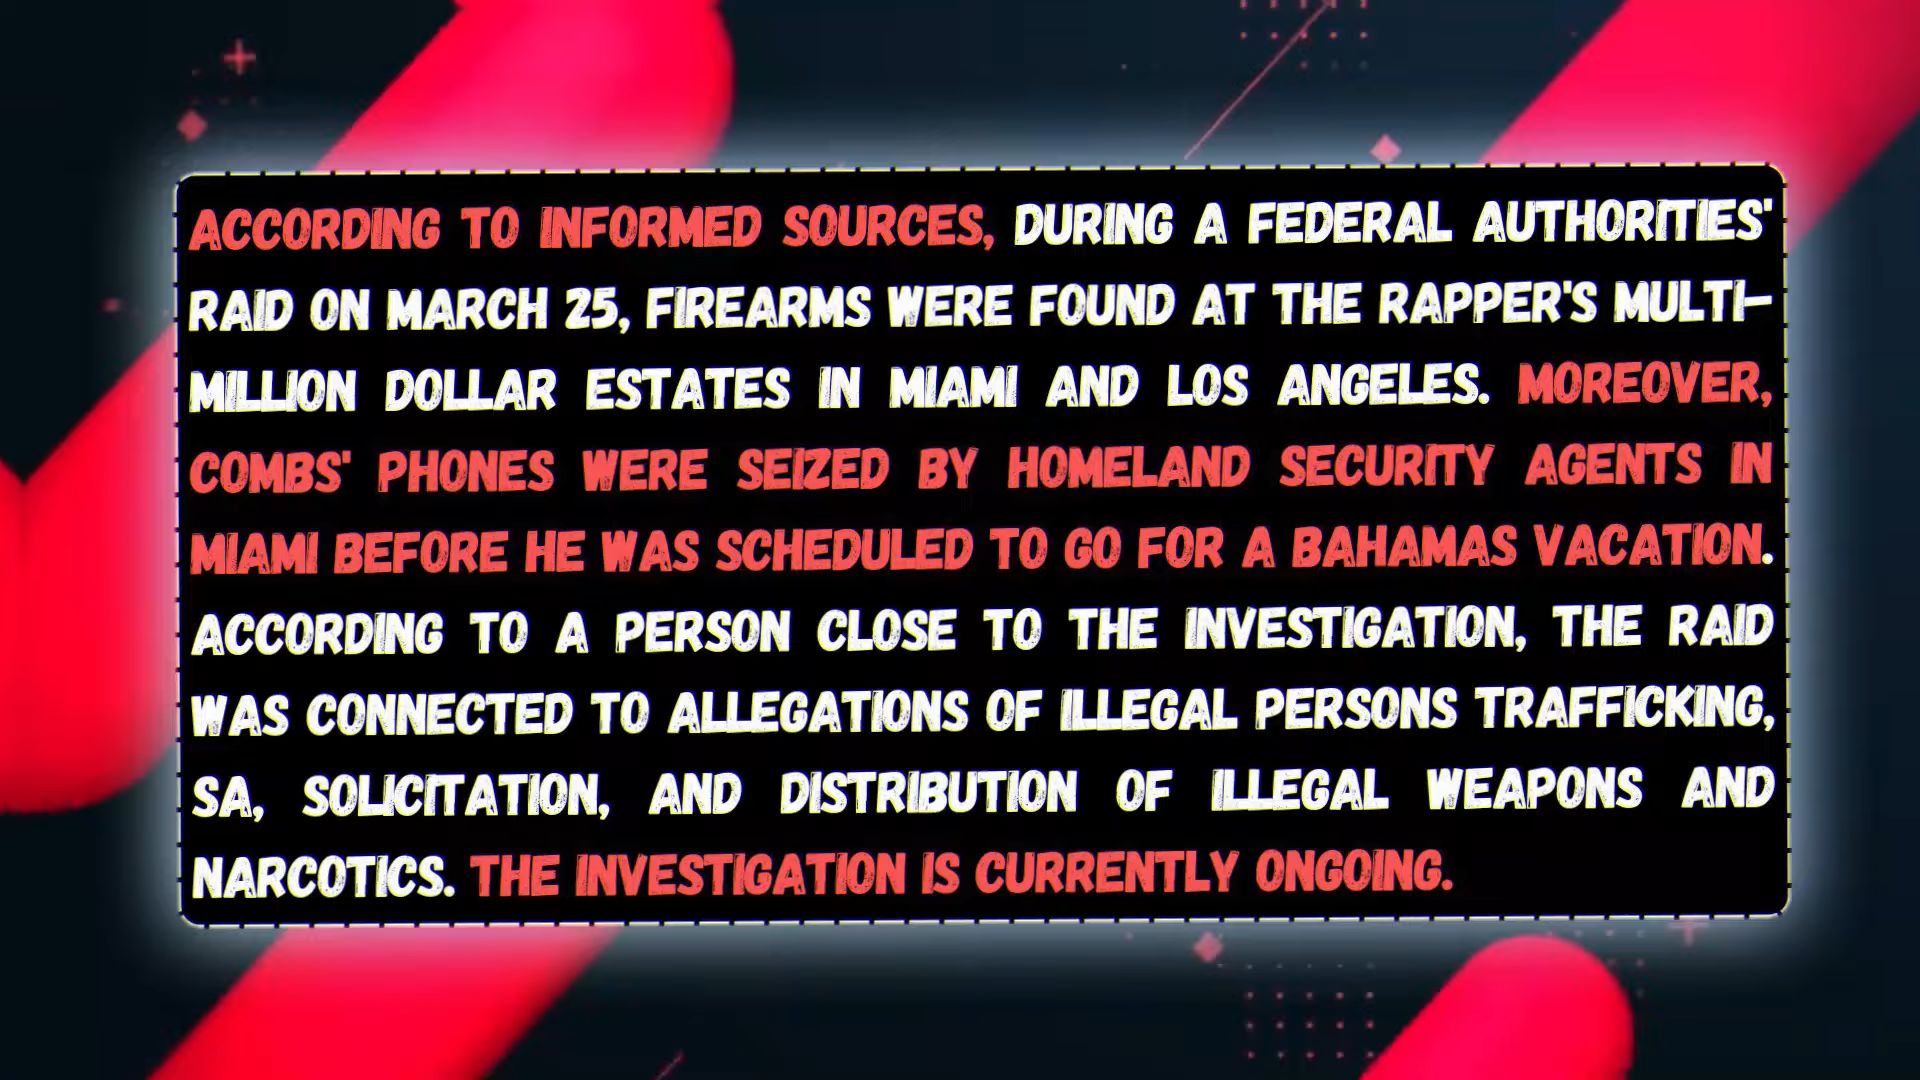 ACCORDING TO INFORMED SOURCES, DURING A FEDERAL AUTHORITIES'
RAID ON MARCH 25, FIREARMS WERE FOUND AT THE RAPPER'S MULTI-
MILLION DOLLAR ESTATES IN MIAMI AND LOS ANGELES. MOREOVER,
COMBS' PHONES WERE SEIZED BY HOMELAND SECURITY AGENTS IN
MIAMI BEFORE HE WAS SCHEDULED TO GO FOR A BAHAMAS VACATION.
ACCORDING TO A PERSON CLOSE TO THE INVESTIGATION, THE RAID
WAS CONNECTED TO ALLEGATIONS OF ILLEGAL PERSONS TRAFFICKING,
SA, SOLICITATION, AND DISTRIBUTION OF ILLEGAL WEAPONS AND
NARCOTICS. THE INVESTIGATION IS CURRENTLY ONGOING.